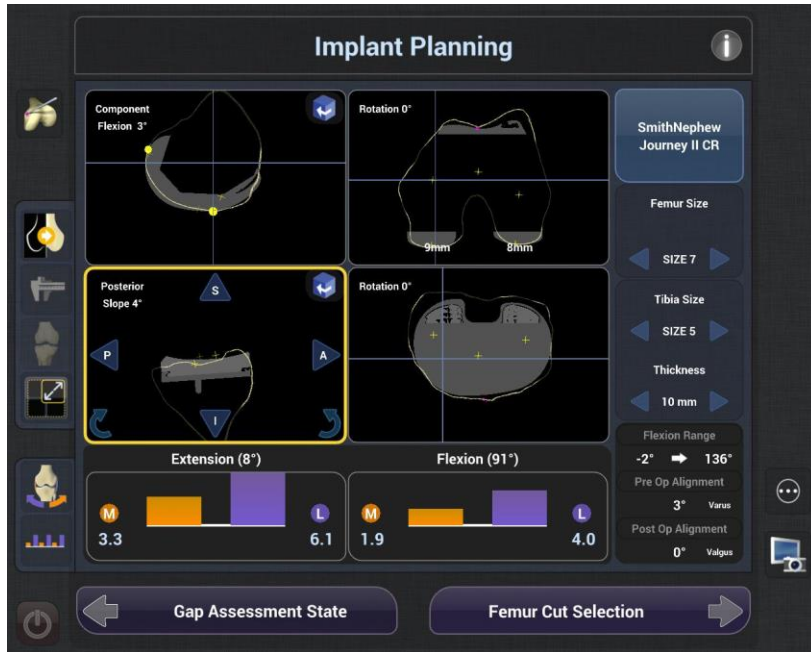 Implant Planning
i
Component
Flexion 3°
Rotation 0°
9mm
8mm
SmithNephew
Journey II CR
Femur Size
SIZE 7
Posterior
Slope 4°
S
P
A
I
Rotation 0°
Tibia Size
SIZE 5
Thickness
10 mm
Flexion Range
-2° 136°
Pre Op Alignment
3° Varus
Post Op Alignment
0° Valgus
Extension (8°)
M
L
3.3
6.1
Flexion (91°)
M
L
1.9
4.0
Gap Assessment State
Femur Cut Selection